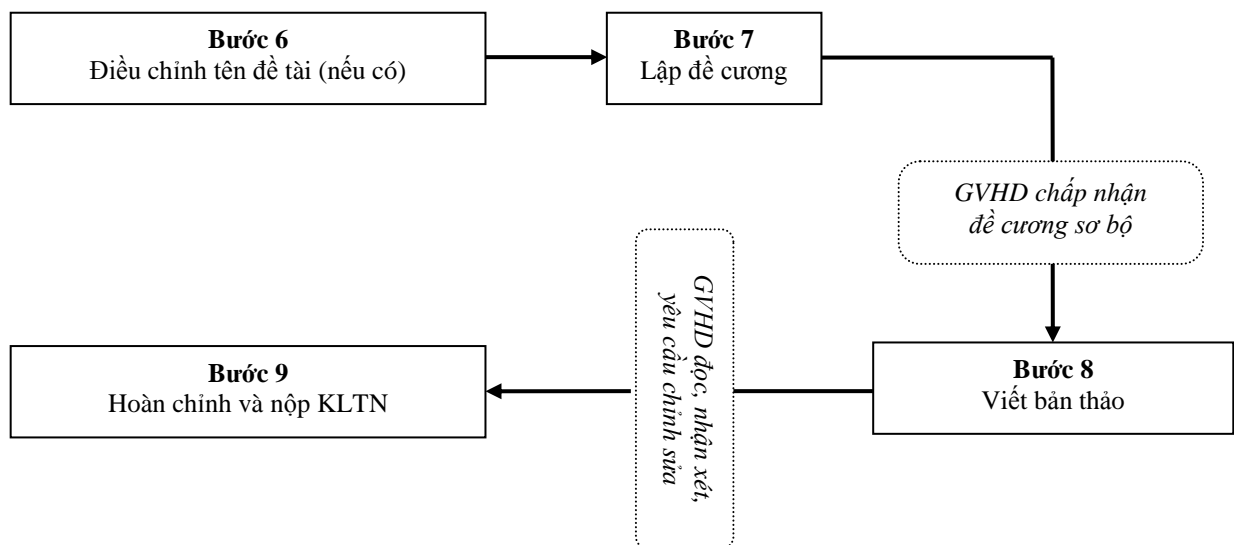 Bước 6
Điều chỉnh tên đề tài (nếu có)
Bước 7
Lập đề cương
GVHD chấp nhận
đề cương sơ bộ
Bước 8
Viết bản thảo
GVHD đọc, nhận xét,
yêu cầu chỉnh sửa
Bước 9
Hoàn chỉnh và nộp KLTN